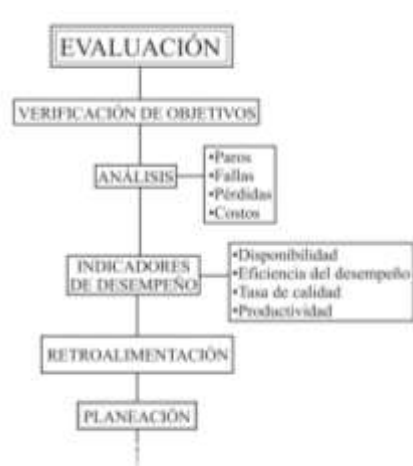 EVALUACIÓN
VERIFICACIÓN DE OBJETIVOS
ANÁLISIS
•Paros
•Fallas
•Pérdidas
•Costos
INDICADORES
DE DESEMPEÑO
•Disponibilidad
•Eficiencia del desempeño
•Tasa de calidad
•Productividad
RETROALIMENTACIÓN
PLANEACIÓN